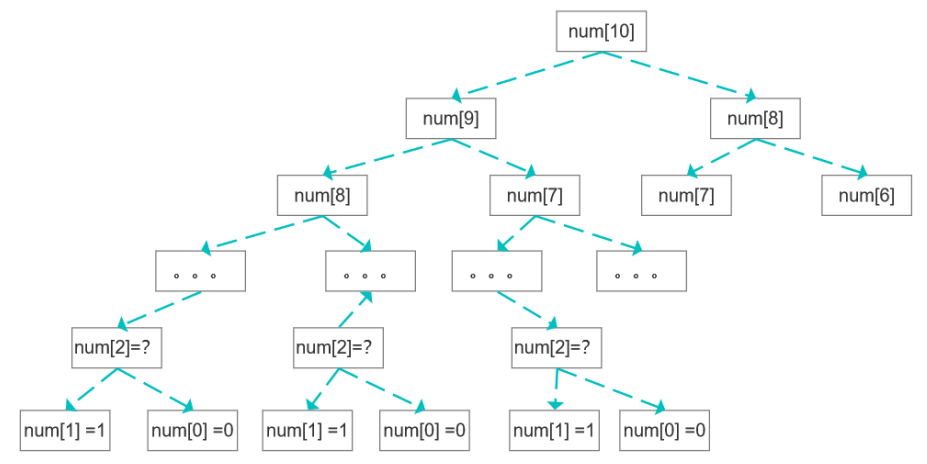 num[10]
num[9]
num[8]
num[8]
num[7]
num[7]
num[6]
。。。
。。。
。。。
。。。
num[2]=?
num[2]=?
num[2]=?
num[1] =1
num[0] =0
num[1] =1
num[0] =0
num[1] =1
num[0] =0